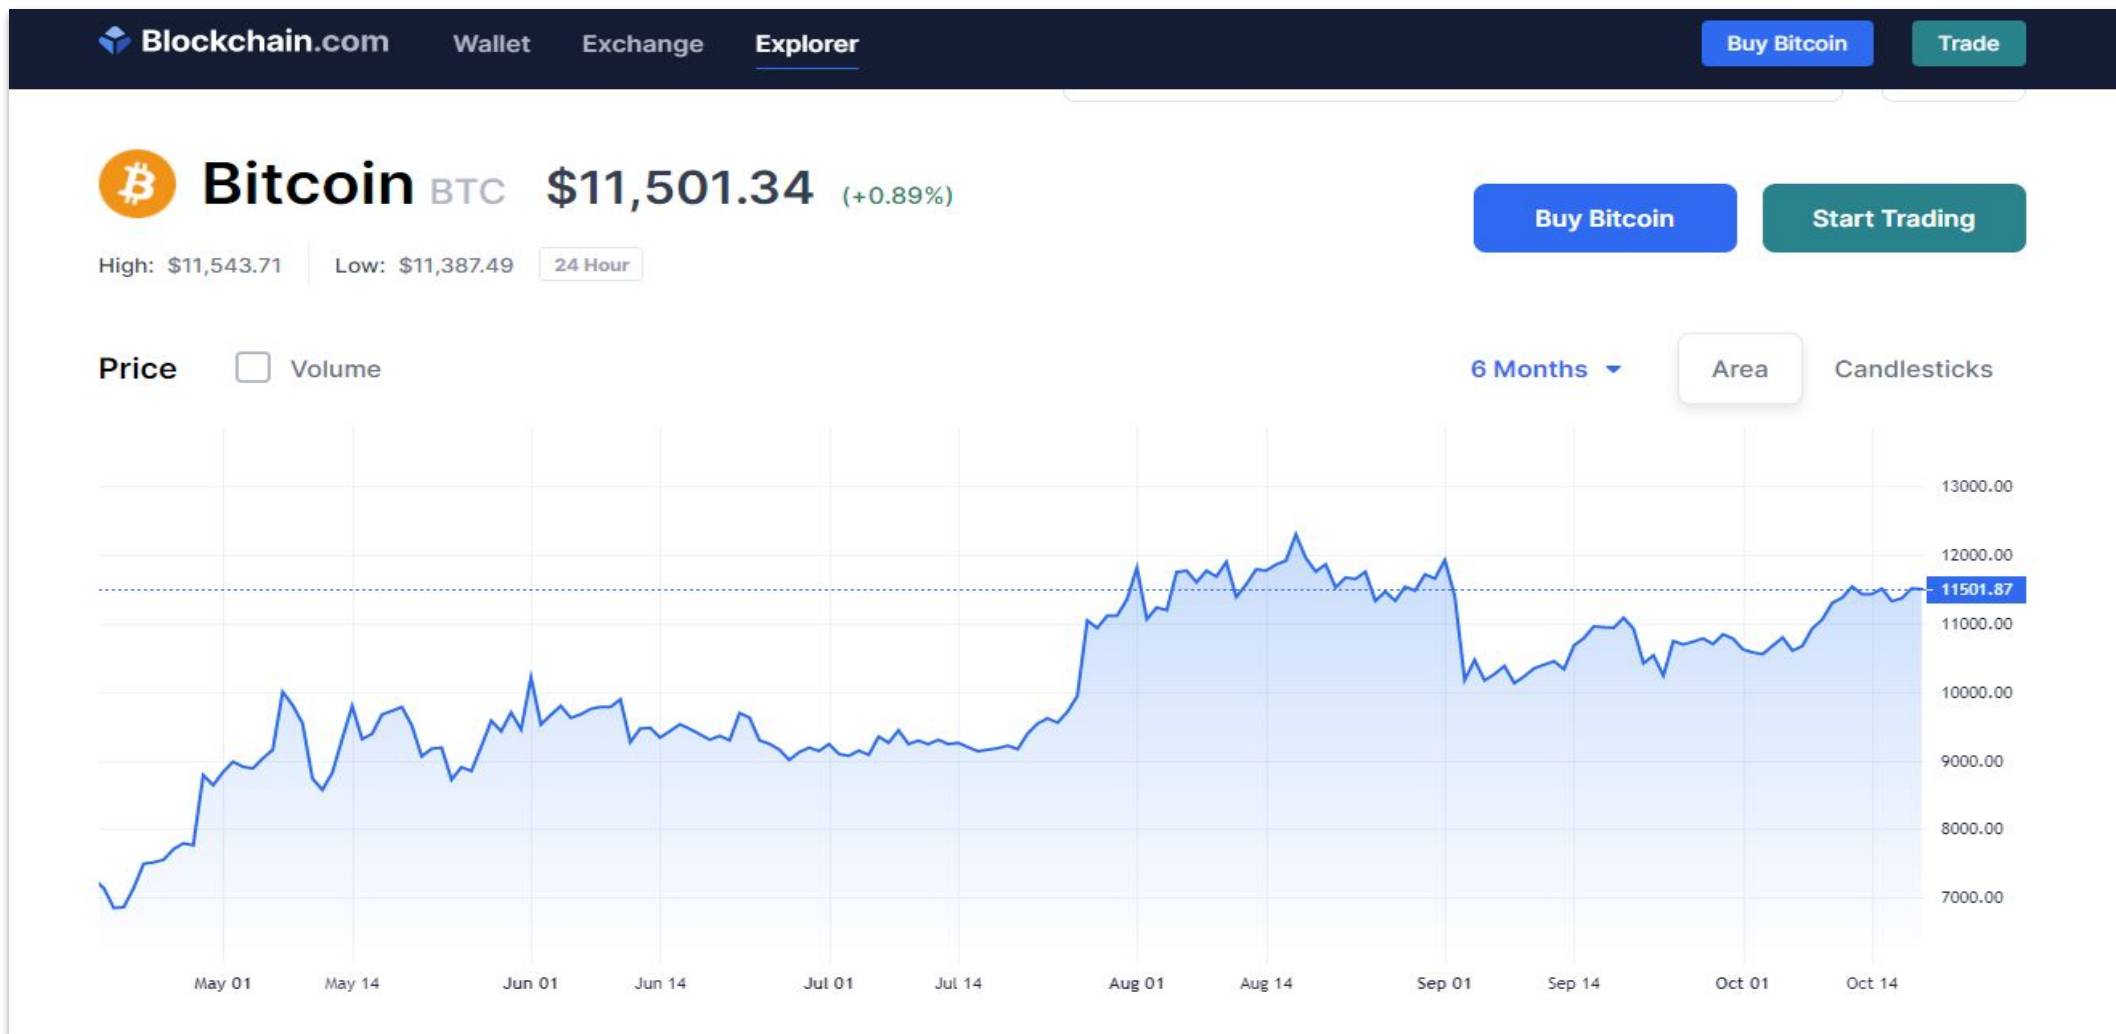 Blockchain.com Wallet Exchange Explorer Buy Bitcoin Trade
Bitcoin BTC $11,501.34 (+0.89%)
Buy Bitcoin Start Trading
High: $11,543.71 Low: $11,387.49 24 Hour
Price Volume 6 Months Area Candlesticks
13000.00
12000.00
11501.87
11000.00
10000.00
9000.00
8000.00
7000.00
May 01 May 14 Jun 01 Jun 14 Jul 01 Jul 14 Aug 01 Aug 14 Sep 01 Sep 14 Oct 01 Oct 14